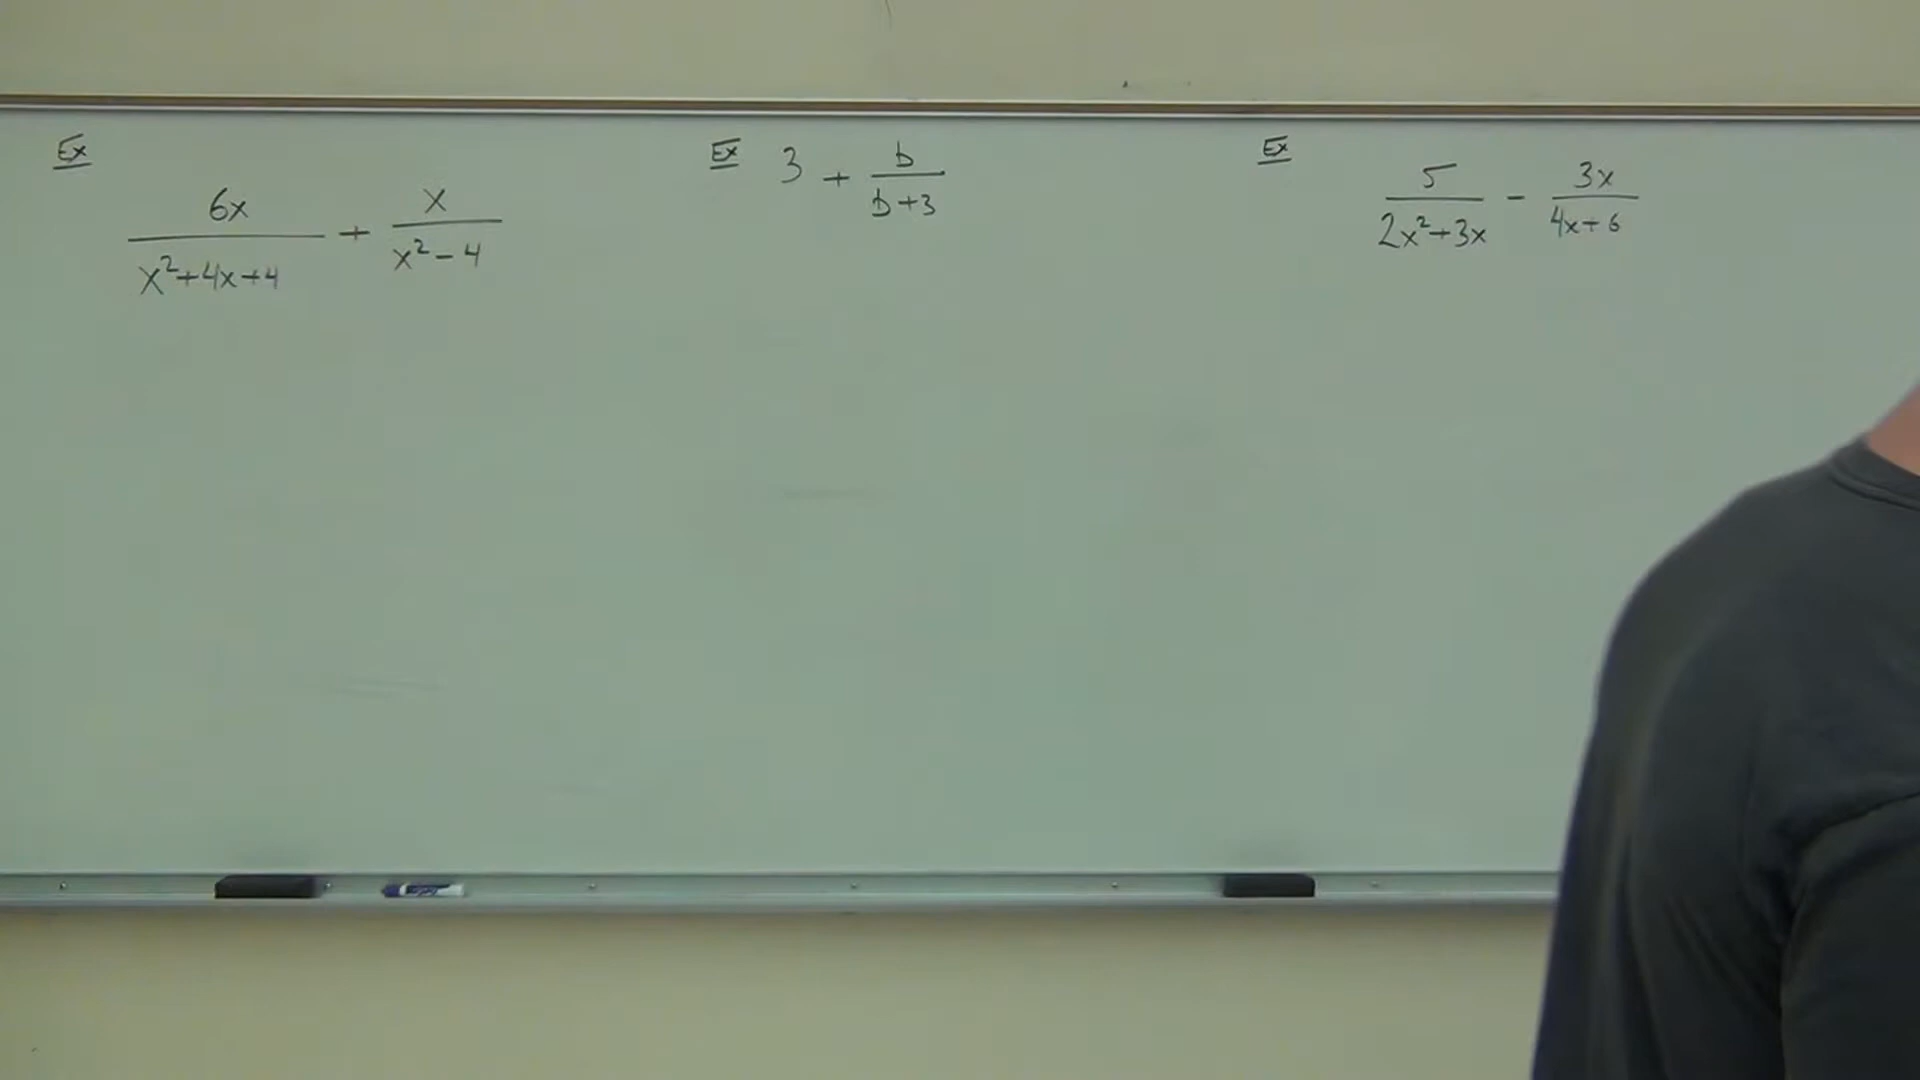 Ex
6x / (x²+4x+4) + x / (x²-4)
Ex 3 + b / (b+3)
Ex
5 / (2x²+3x) - 3x / (4x+6)